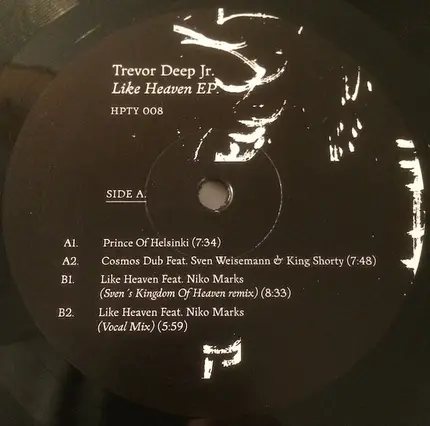 Trevor Deep Jr.
Like Heaven EP.
HPTY 008
SIDE A.
A1. Prince Of Helsinki (7:34)
A2. Cosmos Dub Feat. Sven Weisemann & King Shorty (7:48)
B1. Like Heaven Feat. Niko Marks
(Sven´s Kingdom Of Heaven remix) (8:33)
B2. Like Heaven Feat. Niko Marks
(Vocal Mix) (5:59)